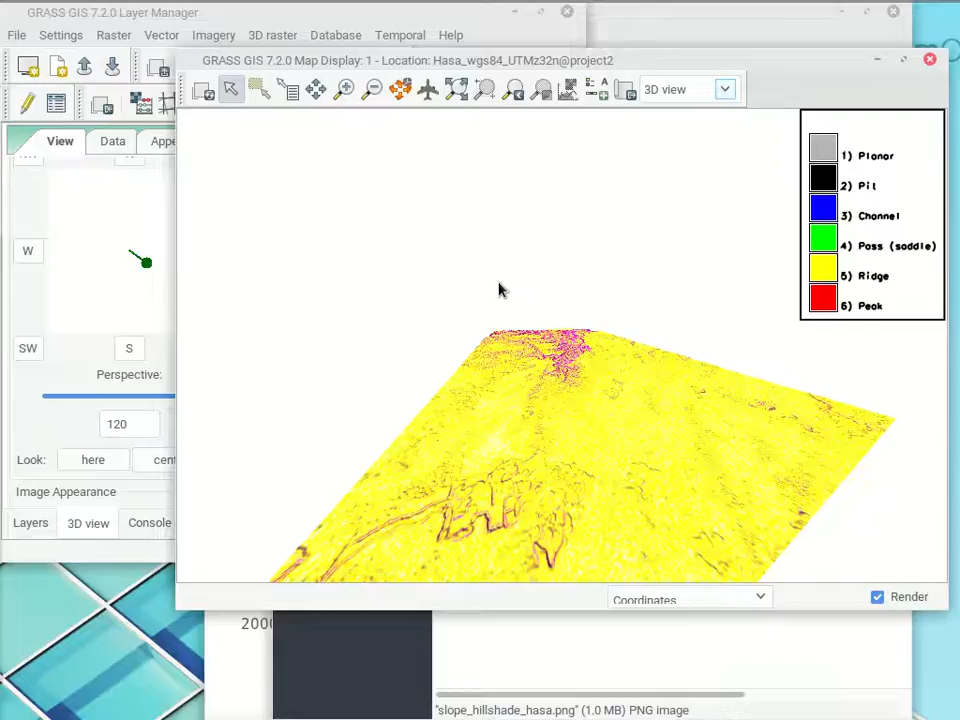 GRASS GIS 7.2.0 Layer Manager
File Settings Raster Vector Imagery 3D raster Database Temporal Help
GRASS GIS 7.2.0 Map Display: 1 - Location: Hasa_wgs84_UTMz32n@project2
3D view
View Data Appe
W
SW S
Perspective:
120
Look: here cent
Image Appearance
Layers 3D view Console
1) Planar
2) Pit
3) Channel
4) Pass (saddle)
5) Ridge
6) Peak
Coordinates Render
2000
"slope_hillshade_hasa.png" (1.0 MB) PNG image